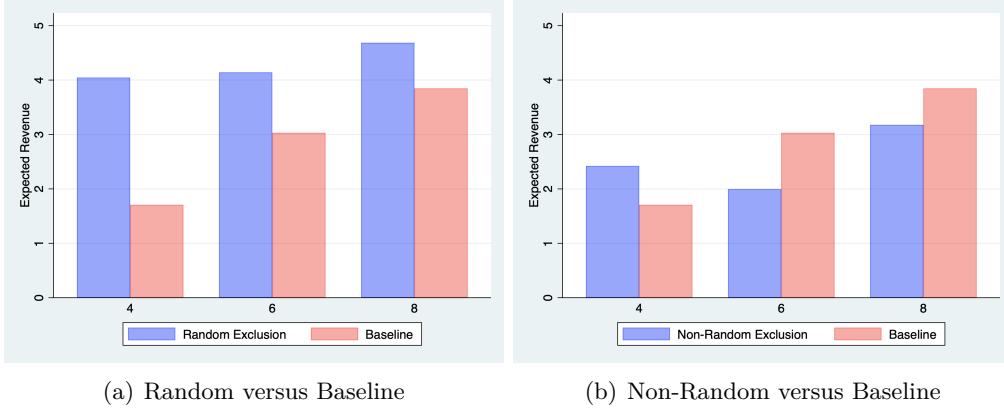 5
4
3
2
1
0
Expected Revenue
4 6 8
Random Exclusion Baseline
(a) Random versus Baseline
5
4
3
2
1
0
Expected Revenue
4 6 8
Non-Random Exclusion Baseline
(b) Non-Random versus Baseline